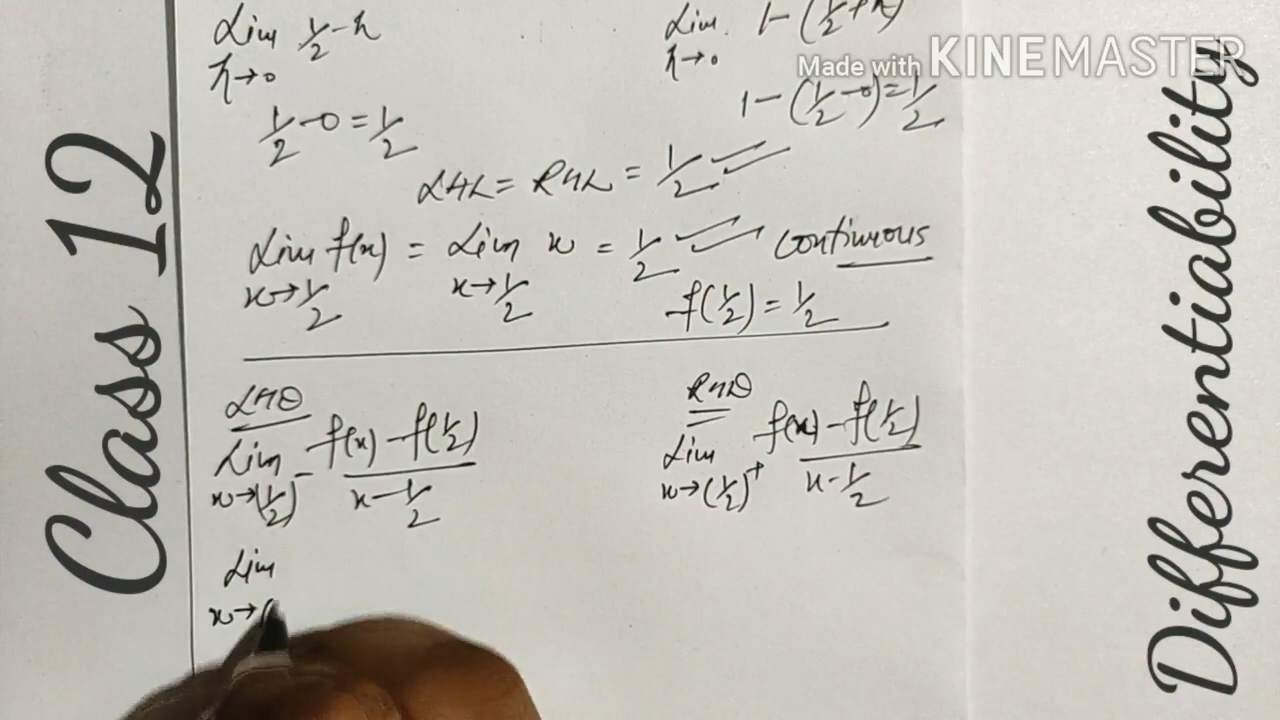 Class 12
Lim 1/2 - h
h→0
1/2 - 0 = 1/2
Lim 1 - (1/2 + h)
h→0
1 - (1/2 - 0) = 1/2
Made with KINEMASTER
LHL = RHL = 1/2
Lim f(x) = Lim x = 1/2 continuous
x→1/2 x→1/2
f(1/2) = 1/2
LHD
Lim f(x) - f(1/2)
x→(1/2)⁻ x - 1/2
RHD
Lim f(x) - f(1/2)
x→(1/2)⁺ x - 1/2
Lim
x→(
Differentiability